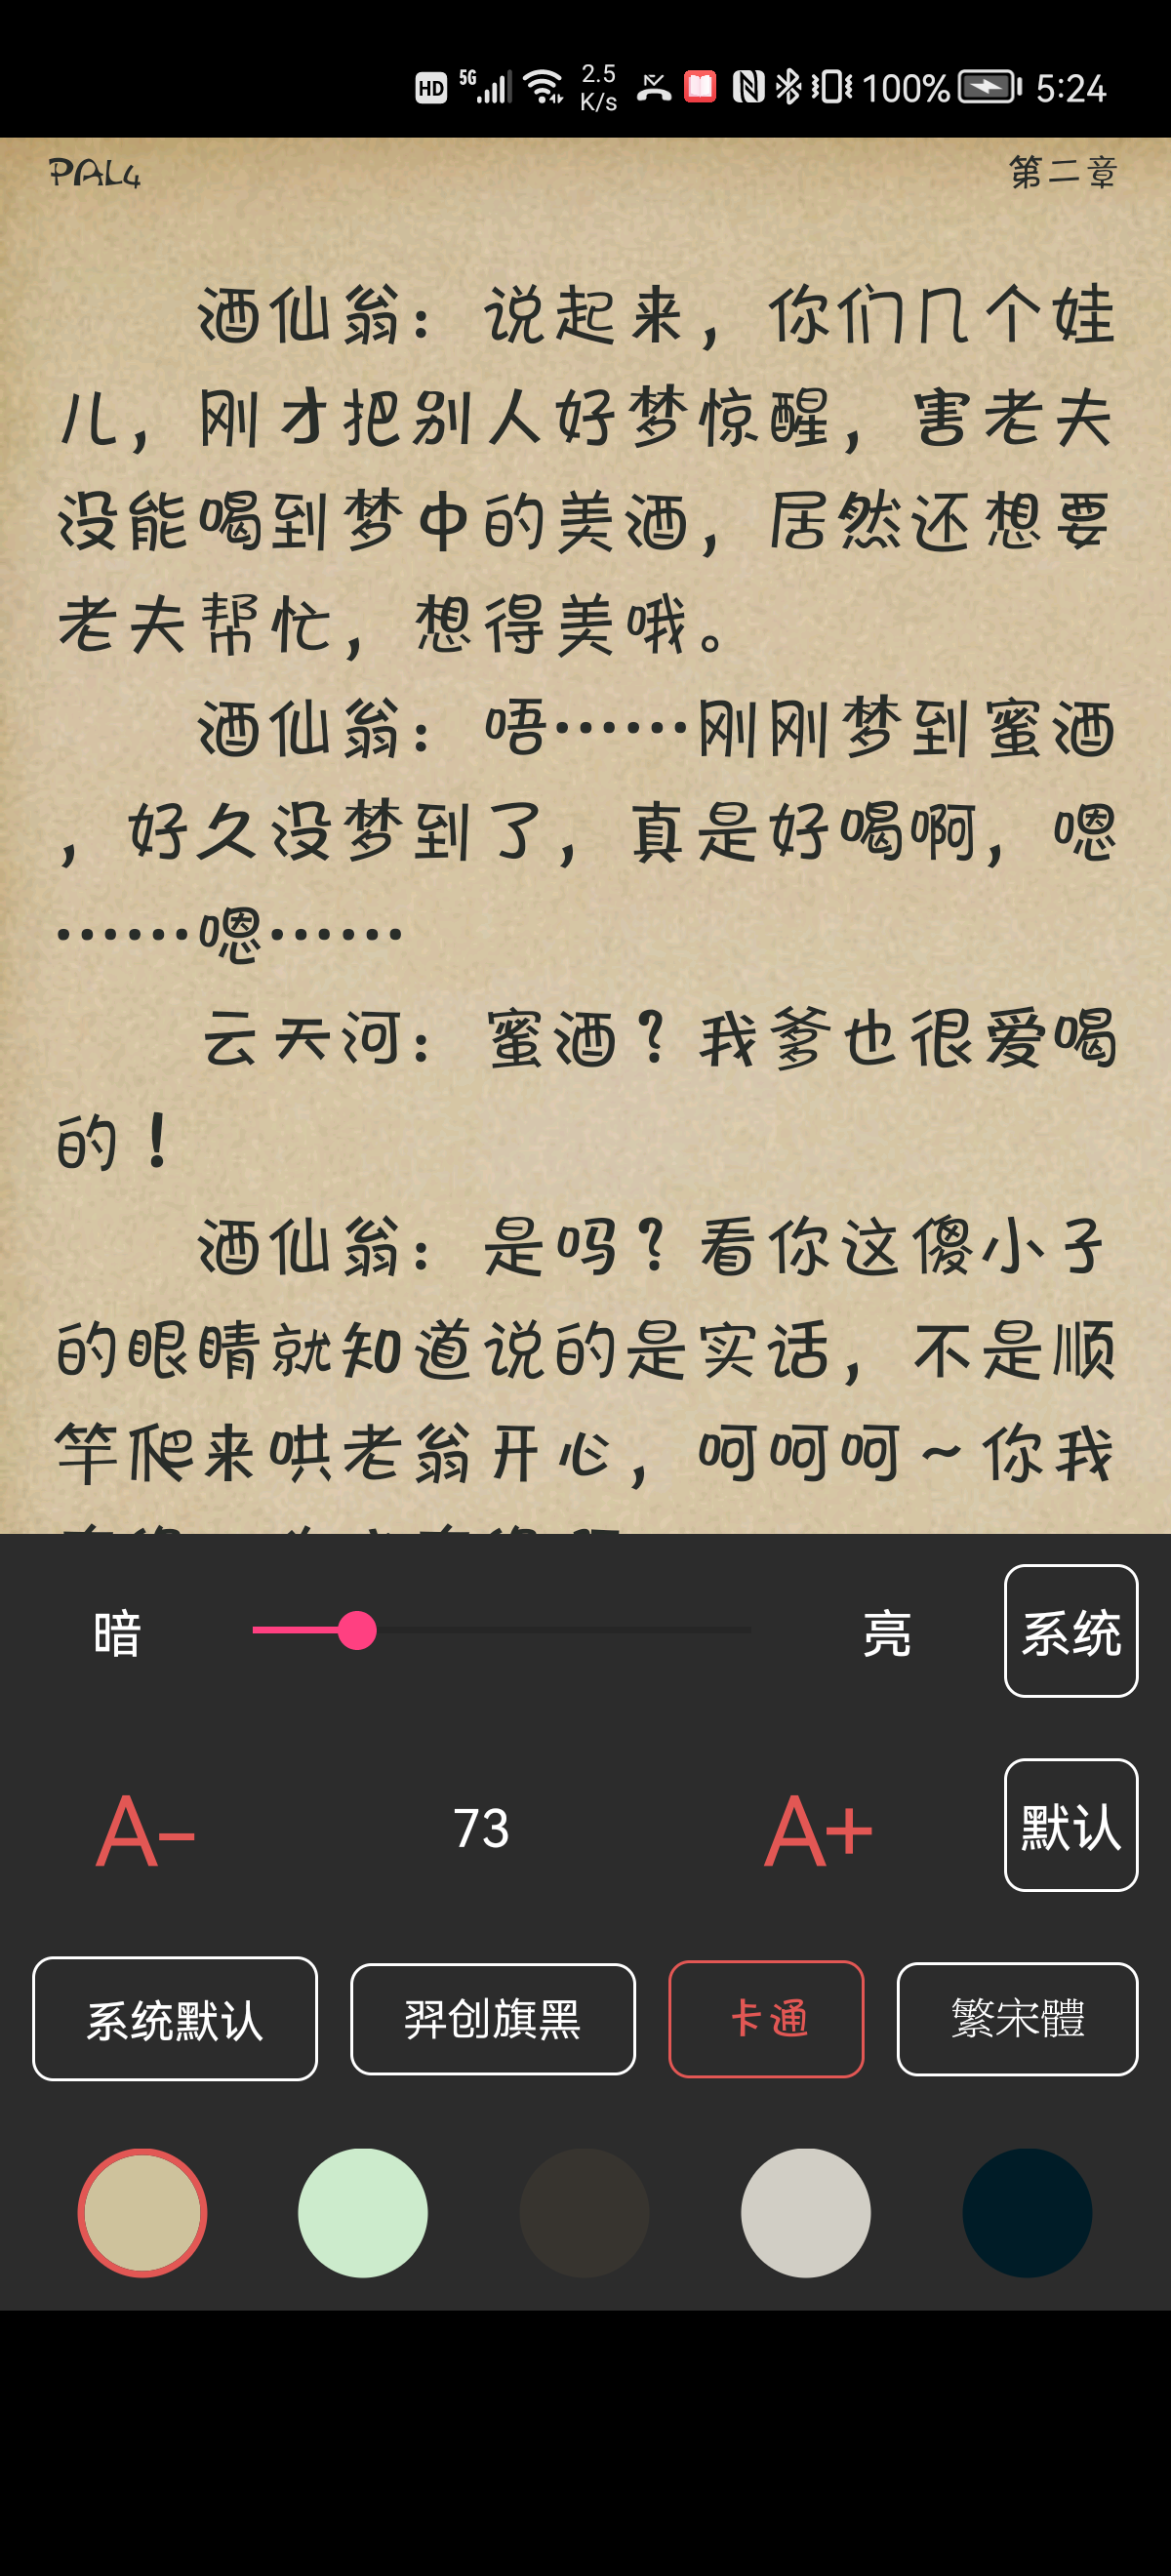 HD 5G 2.5 K/s 100% 5:24
PAL4 第二章
酒仙翁：说起来，你们几个娃
儿，刚才把别人好梦惊醒，害老夫
没能喝到梦中的美酒，居然还想要
老夫帮忙，想得美哦。
酒仙翁：唔……刚刚梦到蜜酒
，好久没梦到了，真是好喝啊，嗯
……嗯……
云天河：蜜酒？我爹也很爱喝
的！
酒仙翁：是吗？看你这傻小子
的眼睛就知道说的是实话，不是顺
竿爬来哄老翁开心，呵呵呵～你我
暗 亮 系统
A- 73 A+ 默认
系统默认 羿创旗黑 卡通 繁宋體